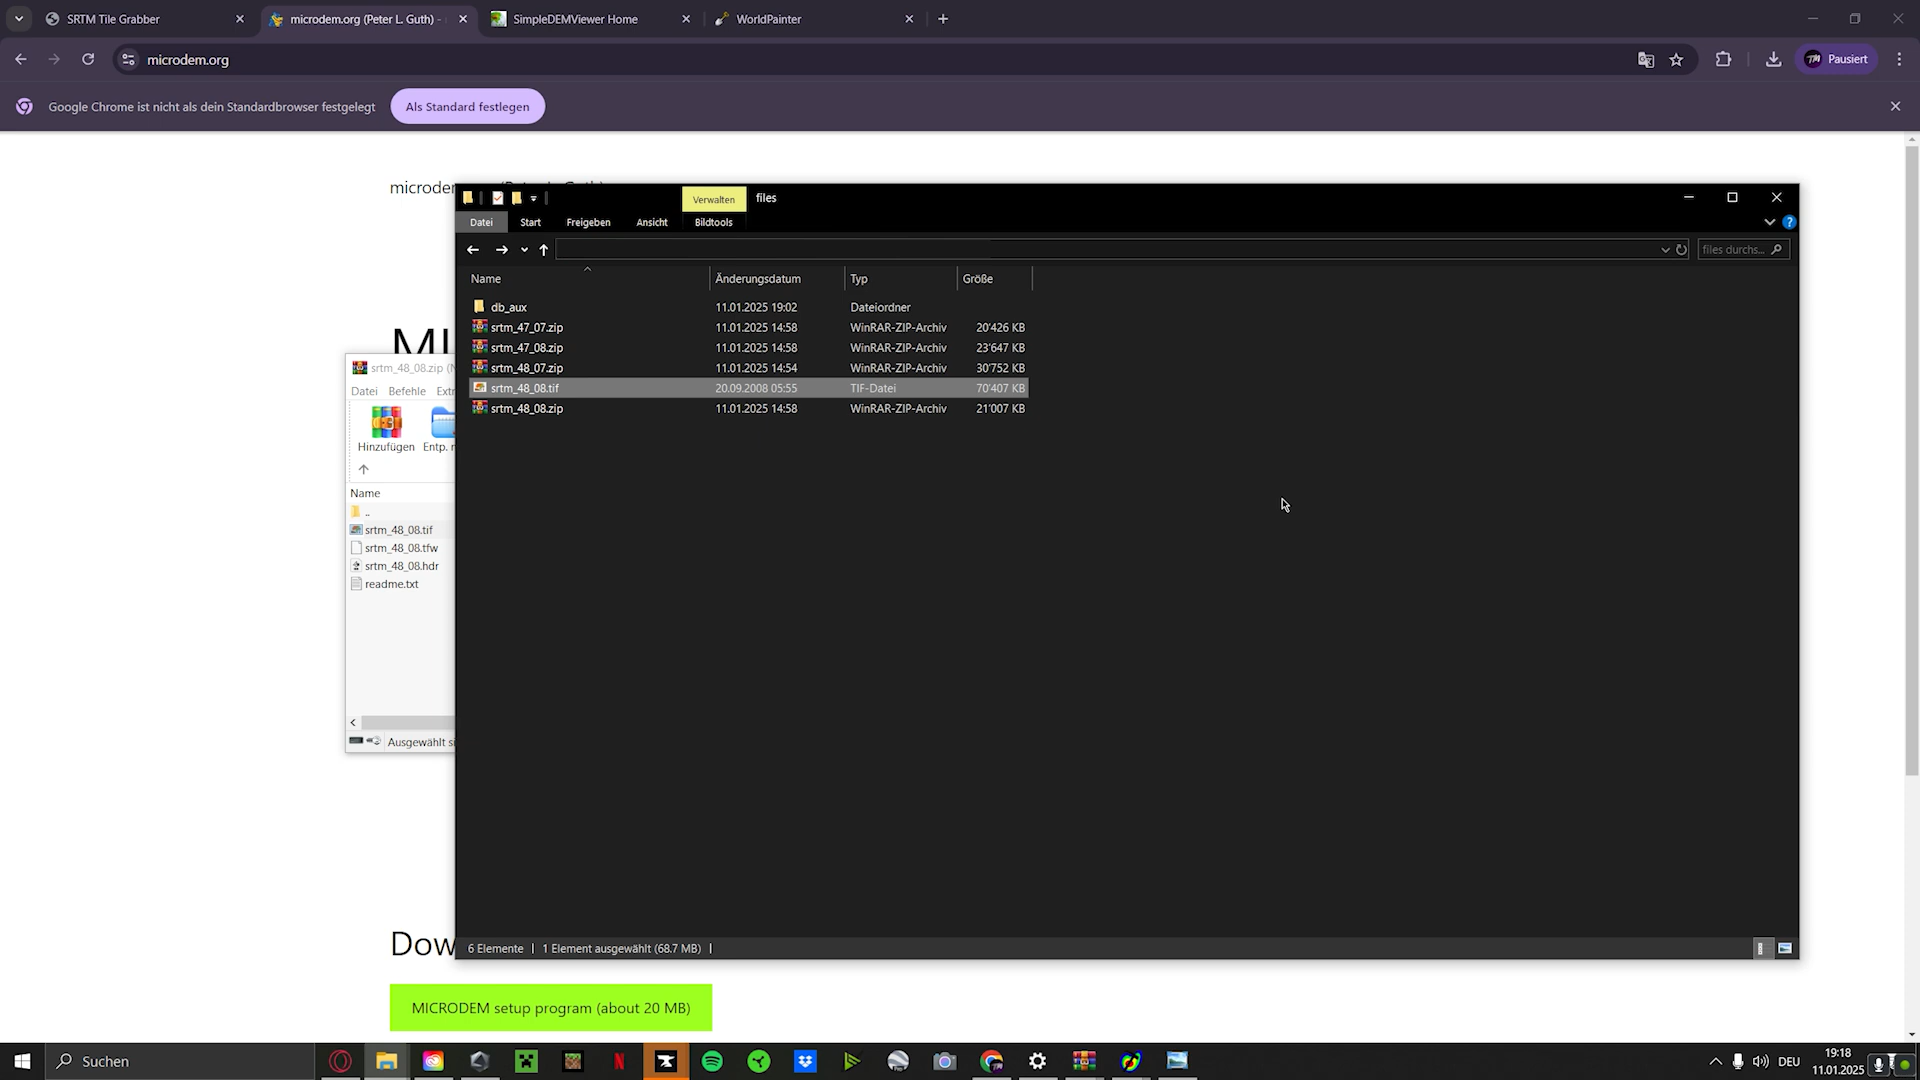 SRTM Tile Grabber
microdem.org (Peter L. Guth) -
SimpleDEMViewer Home
WorldPainter
microdem.org
Pausiert
Google Chrome ist nicht als dein Standardbrowser festgelegt
Als Standard festlegen
Verwalten
files
Datei
Start
Freigeben
Ansicht
Bildtools
files durchs...
Name
Änderungsdatum
Typ
Größe
db_aux 11.01.2025 19:02 Dateiordner
srtm_47_07.zip 11.01.2025 14:58 WinRAR-ZIP-Archiv 20'426 KB
srtm_47_08.zip 11.01.2025 14:58 WinRAR-ZIP-Archiv 23'647 KB
srtm_48_07.zip 11.01.2025 14:54 WinRAR-ZIP-Archiv 30'752 KB
srtm_48_08.tif 20.09.2008 05:55 TIF-Datei 70'407 KB
srtm_48_08.zip 11.01.2025 14:58 WinRAR-ZIP-Archiv 21'007 KB
6 Elemente
1 Element ausgewählt (68.7 MB)
srtm_48_08.zip
Datei Befehle
Hinzufügen
Entp.
Name
..
srtm_48_08.tif
srtm_48_08.tfw
srtm_48_08.hdr
readme.txt
Ausgewählt
MICRODEM setup program (about 20 MB)
Suchen
DEU
19:18
11.01.2025